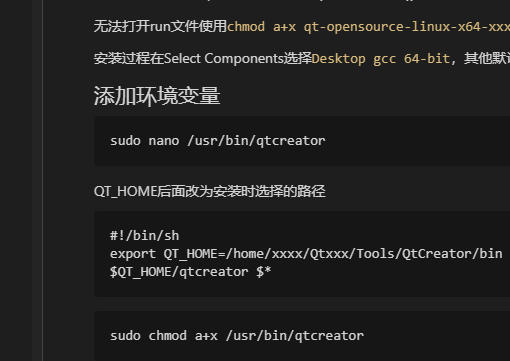 无法打开run文件使用chmod a+x qt-opensource-linux-x64-xxx
安装过程在Select Components选择Desktop gcc 64-bit, 其他默认
添加环境变量
sudo nano /usr/bin/qtcreator
QT_HOME后面改为安装时选择的路径
#!/bin/sh
export QT_HOME=/home/xxxx/Qtxxx/Tools/QtCreator/bin
$QT_HOME/qtcreator $*
sudo chmod a+x /usr/bin/qtcreator